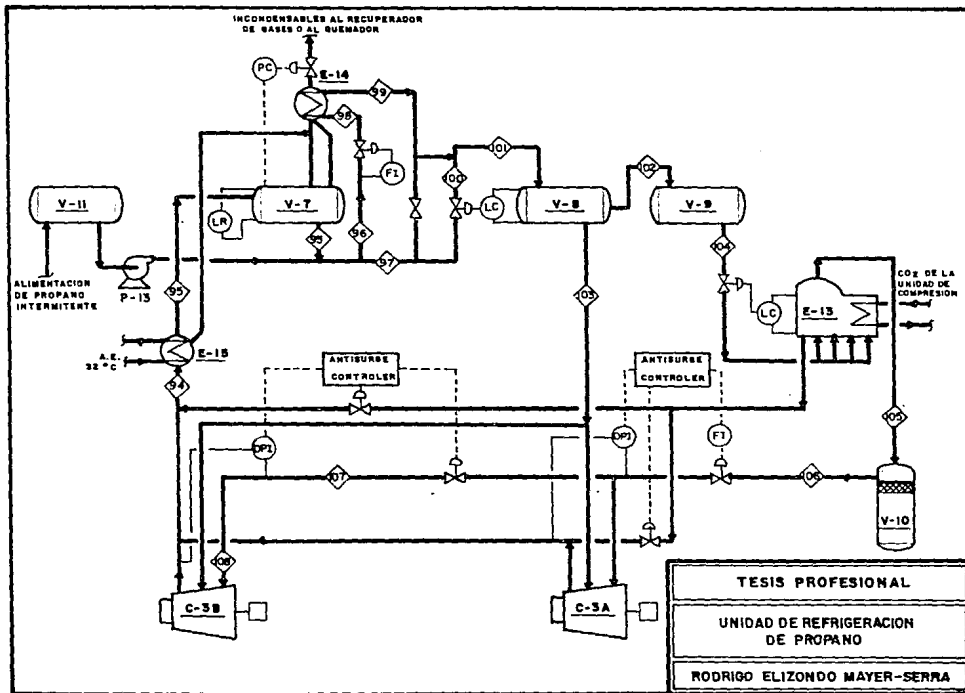 INCONDENSABLES AL RECUPERADOR
DE GASES O AL QUEMADOR
PC
E-14
99
98
FI
V-11
V-7
LR
95
96
97
100
101
LC
V-8
102
V-9
104
LC
E-13
CO2 DE LA
UNIDAD DE
COMPRESION
ALIMENTACION
DE PROPANO
INTERMITENTE
P-13
95
103
A.E.
32 °C
E-15
94
ANTISURGE
CONTROLER
ANTISURGE
CONTROLER
105
DPI
DPI
FI
107
106
V-10
108
C-3B
C-3A
TESIS PROFESIONAL
UNIDAD DE REFRIGERACION
DE PROPANO
RODRIGO ELIZONDO MAYER-SERRA